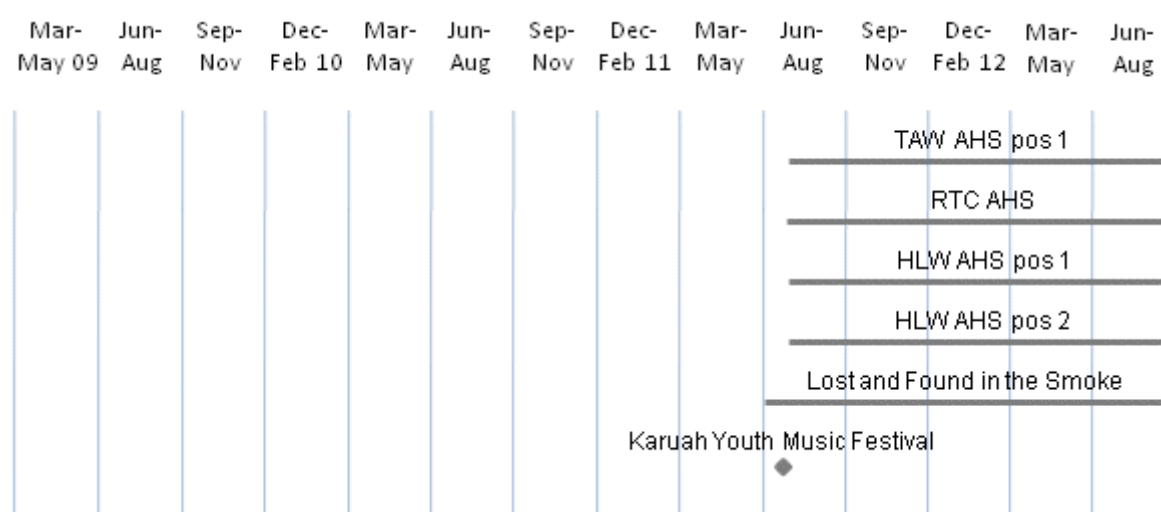 Mar- Jun- Sep- Dec- Mar- Jun- Sep- Dec- Mar- Jun- Sep- Dec- Mar- Jun-
May 09 Aug Nov Feb 10 May Aug Nov Feb 11 May Aug Nov Feb 12 May Aug
TAW AHS pos 1
RTC AHS
HLW AHS pos 1
HLW AHS pos 2
Lost and Found in the Smoke
Karuah Youth Music Festival